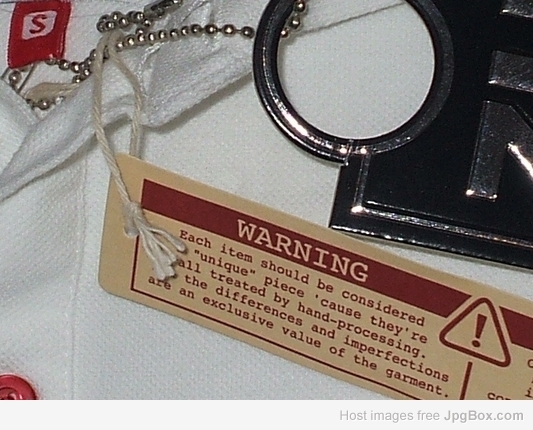 S
WARNING
Each item should be considered
"unique" piece 'cause they're
all treated by hand-processing.
are the differences and imperfections
an exclusive value of the garment.
Host images free JpgBox.com